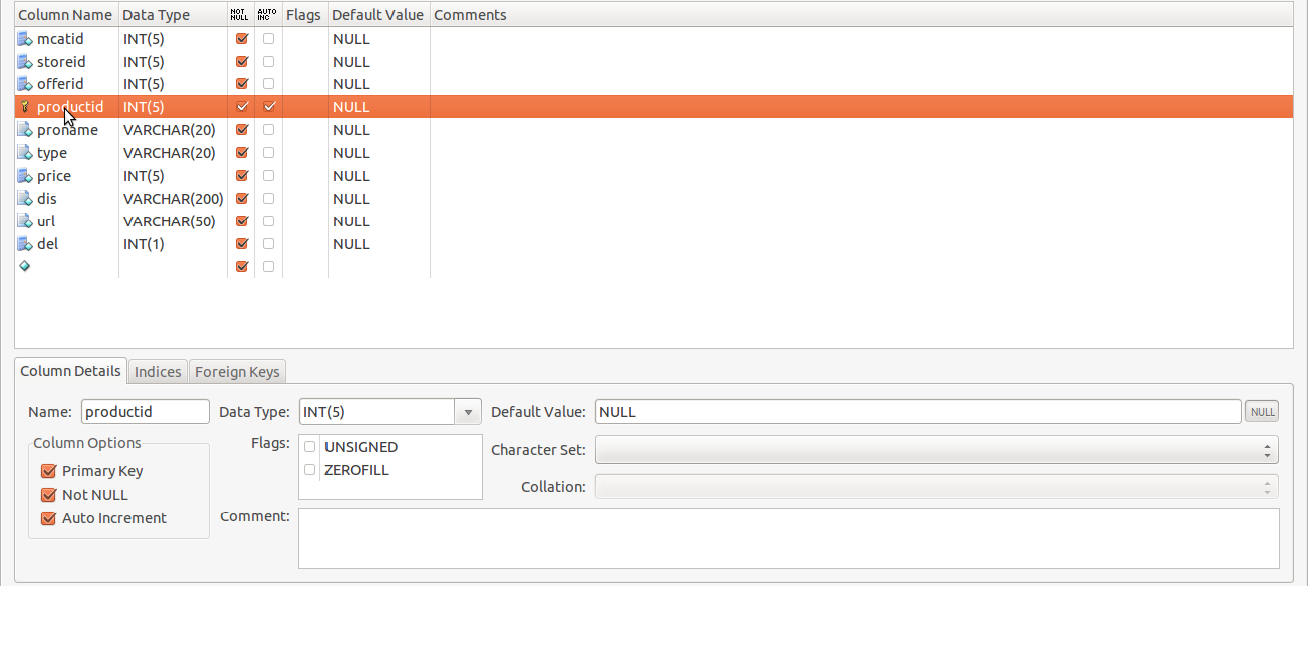 Column Name Data Type NOT NULL AUTO INC Flags Default Value Comments
mcatid INT(5) NULL
storeid INT(5) NULL
offerid INT(5) NULL
productid INT(5) NULL
proname VARCHAR(20) NULL
type VARCHAR(20) NULL
price INT(5) NULL
dis VARCHAR(200) NULL
url VARCHAR(50) NULL
del INT(1) NULL
Column Details Indices Foreign Keys
Name: productid Data Type: INT(5) Default Value: NULL NULL
Column Options Flags: UNSIGNED Character Set:
Primary Key ZEROFILL
Not NULL Collation:
Auto Increment Comment: